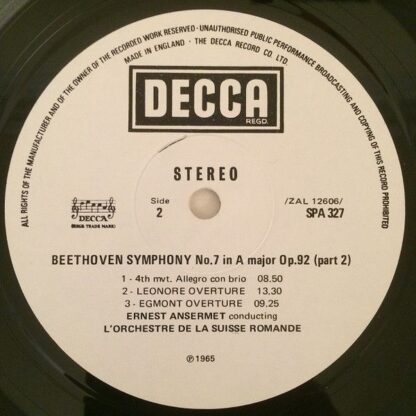 ALL RIGHTS OF THE MANUFACTURER AND OF THE OWNER OF THE RECORDED WORK RESERVED · UNAUTHORISED PUBLIC PERFORMANCE BROADCASTING AND COPYING OF THIS RECORD PROHIBITED
MADE IN ENGLAND · THE DECCA RECORD CO. LTD.
DECCA
REGD.
STEREO
DECCA
Side
2
/ZAL 12606/
SPA 327
BEETHOVEN SYMPHONY No.7 in A major Op.92 (part 2)
1 - 4th mvt. Allegro con brio 08.50
2 - LEONORE OVERTURE 13.30
3 - EGMONT OVERTURE 09.25
ERNEST ANSERMET conducting
L'ORCHESTRE DE LA SUISSE ROMANDE
℗ 1965